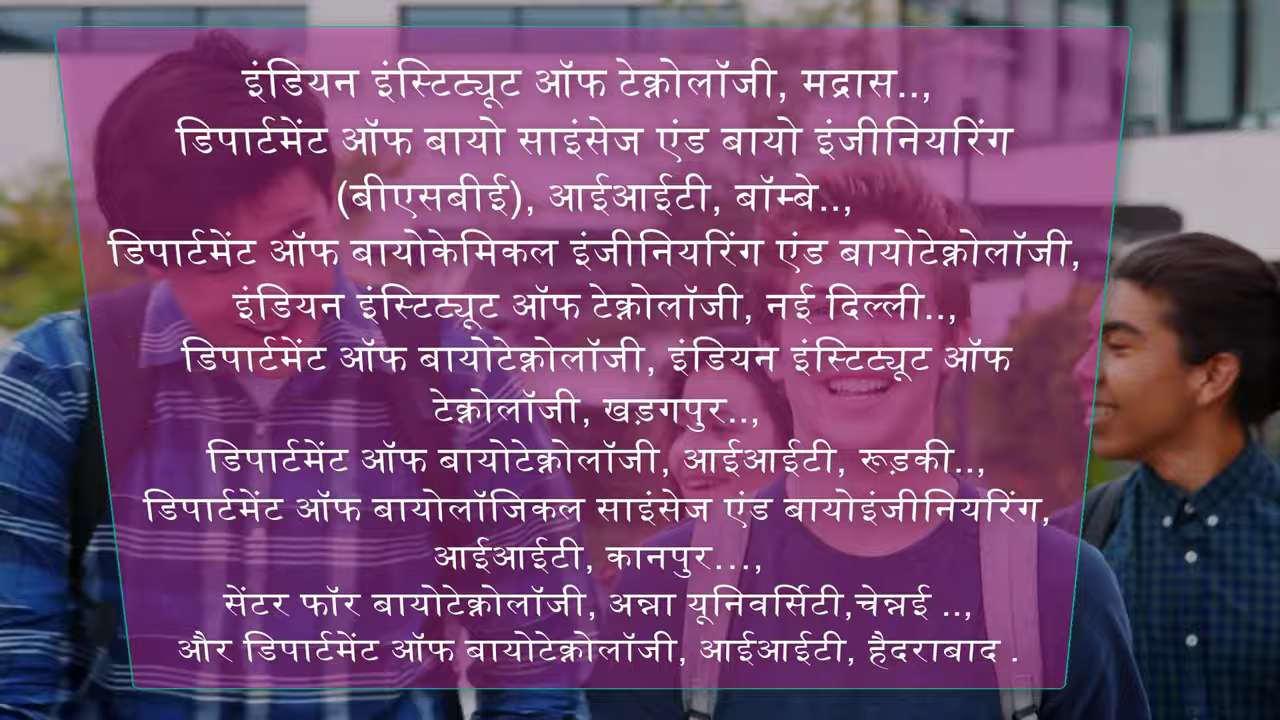 इंडियन इंस्टिट्यूट ऑफ टेक्नोलॉजी, मद्रास..,
डिपार्टमेंट ऑफ बायो साइंसेज एंड बायो इंजीनियरिंग
(बीएसबीई), आईआईटी, बॉम्बे..,
डिपार्टमेंट ऑफ बायोकेमिकल इंजीनियरिंग एंड बायोटेक्नोलॉजी,
इंडियन इंस्टिट्यूट ऑफ टेक्नोलॉजी, नई दिल्ली..,
डिपार्टमेंट ऑफ बायोटेक्नोलॉजी, इंडियन इंस्टिट्यूट ऑफ
टेक्नोलॉजी, खड़गपुर..,
डिपार्टमेंट ऑफ बायोटेक्नोलॉजी, आईआईटी, रूड़की..,
डिपार्टमेंट ऑफ बायोलॉजिकल साइंसेज एंड बायोइंजीनियरिंग,
आईआईटी, कानपुर...,
सेंटर फॉर बायोटेक्नोलॉजी, अन्ना यूनिवर्सिटी,चेन्नई ..,
और डिपार्टमेंट ऑफ बायोटेक्नोलॉजी, आईआईटी, हैदराबाद .